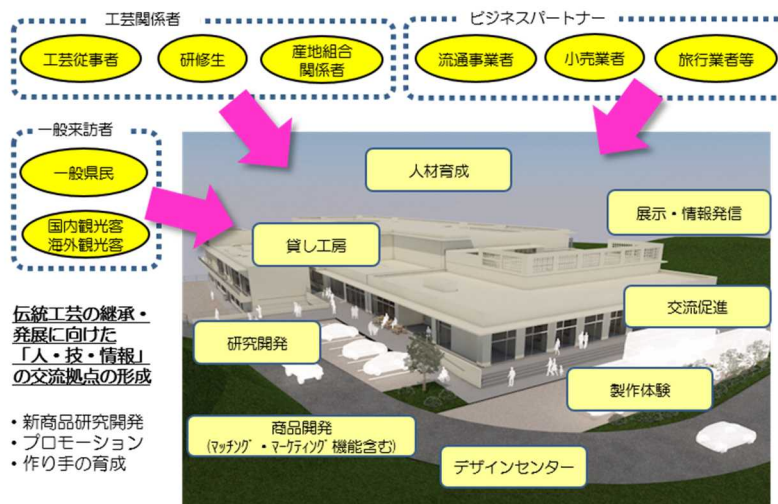 工芸関係者
工芸従事者
研修生
産地組合
関係者
ビジネスパートナー
流通事業者
小売業者
旅行業者等
一般来訪者
一般県民
国内観光客
海外観光客
人材育成
展示・情報発信
貸し工房
交流促進
研究開発
製作体験
商品開発
(ﾏｯﾁﾝｸﾞ・ﾏｰｹﾃｨﾝｸﾞ機能含む)
デザインセンター
伝統工芸の継承・
発展に向けた
「人・技・情報」
の交流拠点の形成
・新商品研究開発
・プロモーション
・作り手の育成